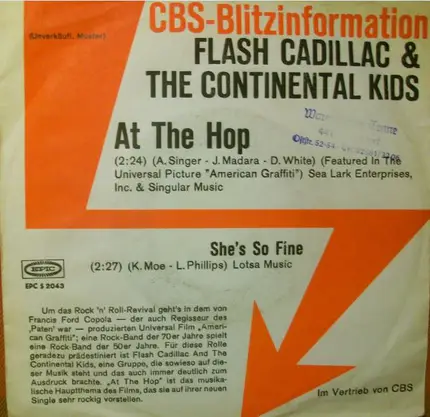 CBS-Blitzinformation
(Unverkäufl. Muster)
FLASH CADILLAC &
THE CONTINENTAL KIDS
At The Hop
(2:24) (A. Singer - J. Madara - D. White) (Featured In The
Universal Picture "American Graffiti") Sea Lark Enterprises,
Inc. & Singular Music
She's So Fine
(2:27) (K. Moe - L. Phillips) Lotsa Music
EPIC
EPC S 2043
Um das Rock 'n' Roll-Revival geht's in dem von
Francis Ford Copola — der auch Regisseur des
„Paten' war — produzierten Universal Film „Ameri-
can Graffiti"; eine Rock-Band der 70er Jahre spielt
eine Rock-Band der 50er Jahre. Für diese Rolle
geradezu prädestiniert ist Flash Cadillac And The
Continental Kids, eine Gruppe, die sowieso auf die-
ser Musik steht und das auch immer deutlich zum
Ausdruck brachte. „At The Hop" ist das musika-
lische Hauptthema des Films, das sie auf ihrer neuen
Single sehr rockig vorstellen.
Im Vertrieb von CBS